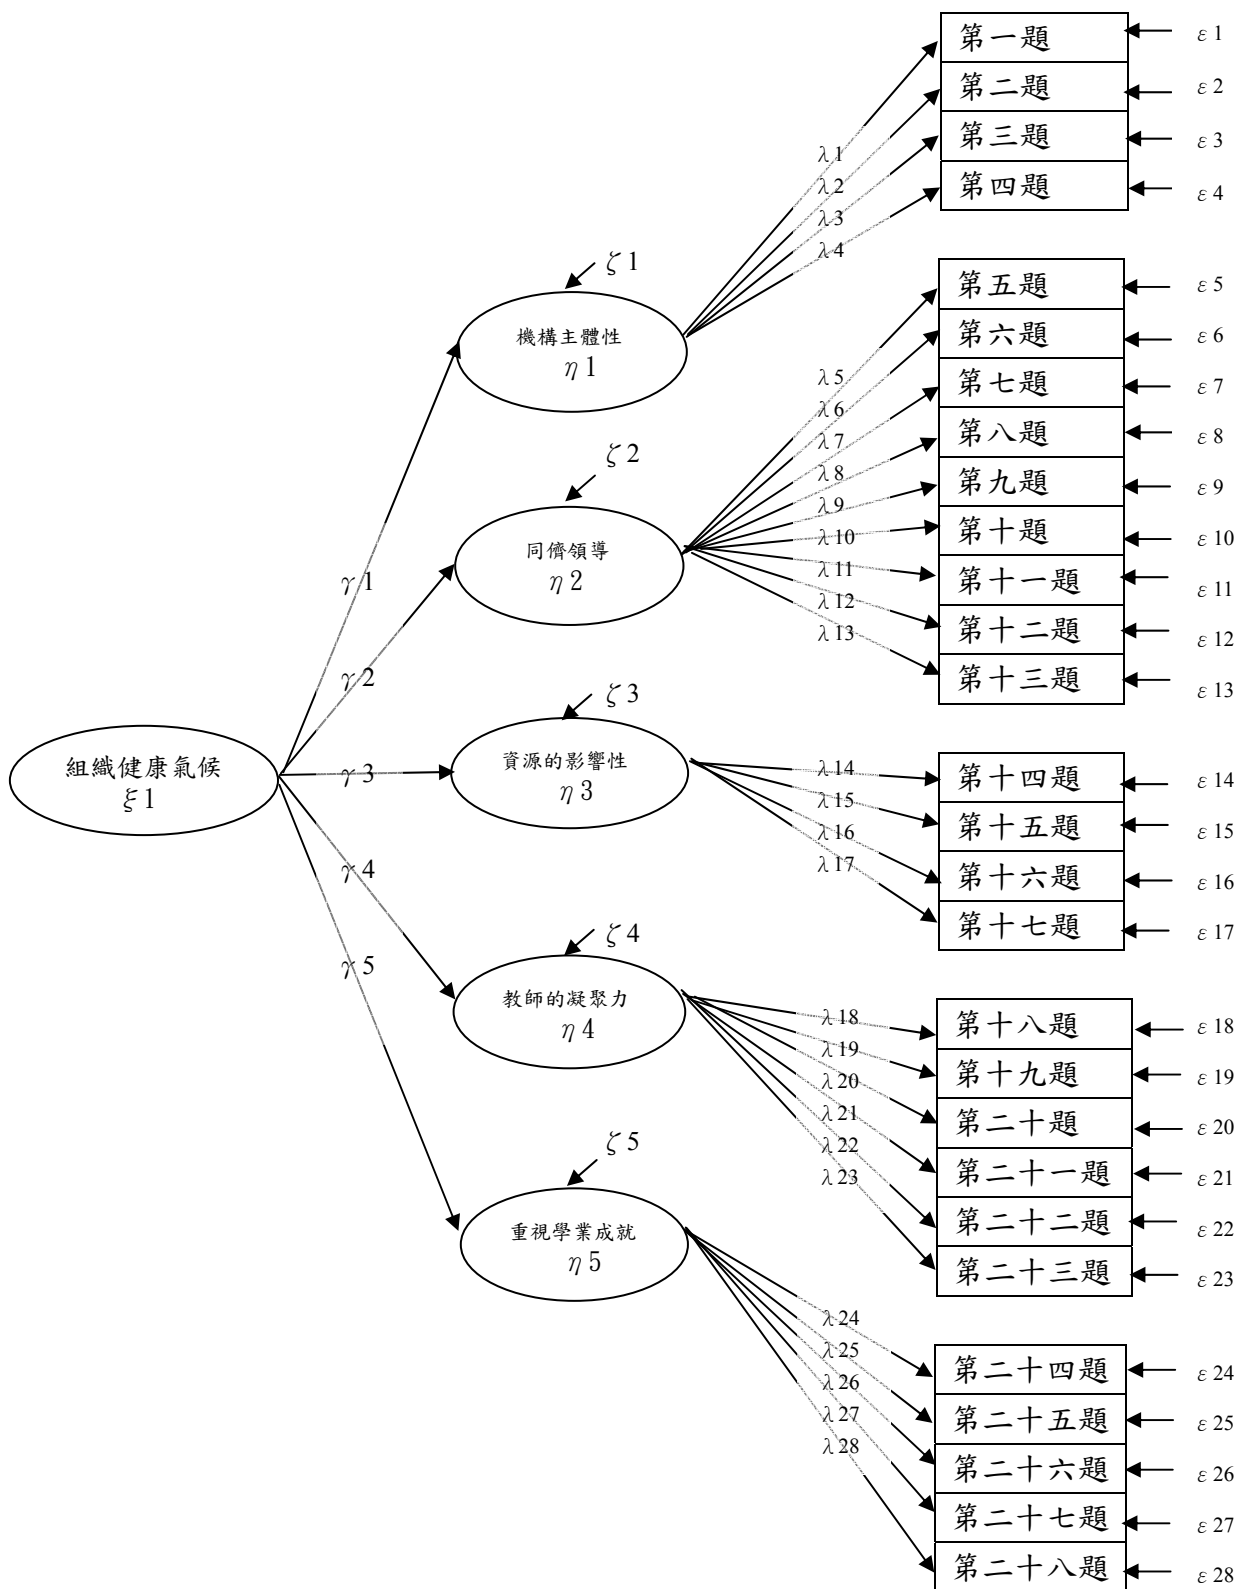 組織健康氣候
ξ1
γ1
γ2
γ3
γ4
γ5
ζ1
機構主體性
η1
λ1
λ2
λ3
λ4
第一題
ε1
第二題
ε2
第三題
ε3
第四題
ε4
ζ2
同儕領導
η2
λ5
λ6
λ7
λ8
λ9
λ10
λ11
λ12
λ13
第五題
ε5
第六題
ε6
第七題
ε7
第八題
ε8
第九題
ε9
第十題
ε10
第十一題
ε11
第十二題
ε12
第十三題
ε13
ζ3
資源的影響性
η3
λ14
λ15
λ16
λ17
第十四題
ε14
第十五題
ε15
第十六題
ε16
第十七題
ε17
ζ4
教師的凝聚力
η4
λ18
λ19
λ20
λ21
λ22
λ23
第十八題
ε18
第十九題
ε19
第二十題
ε20
第二十一題
ε21
第二十二題
ε22
第二十三題
ε23
ζ5
重視學業成就
η5
λ24
λ25
λ26
λ27
λ28
第二十四題
ε24
第二十五題
ε25
第二十六題
ε26
第二十七題
ε27
第二十八題
ε28